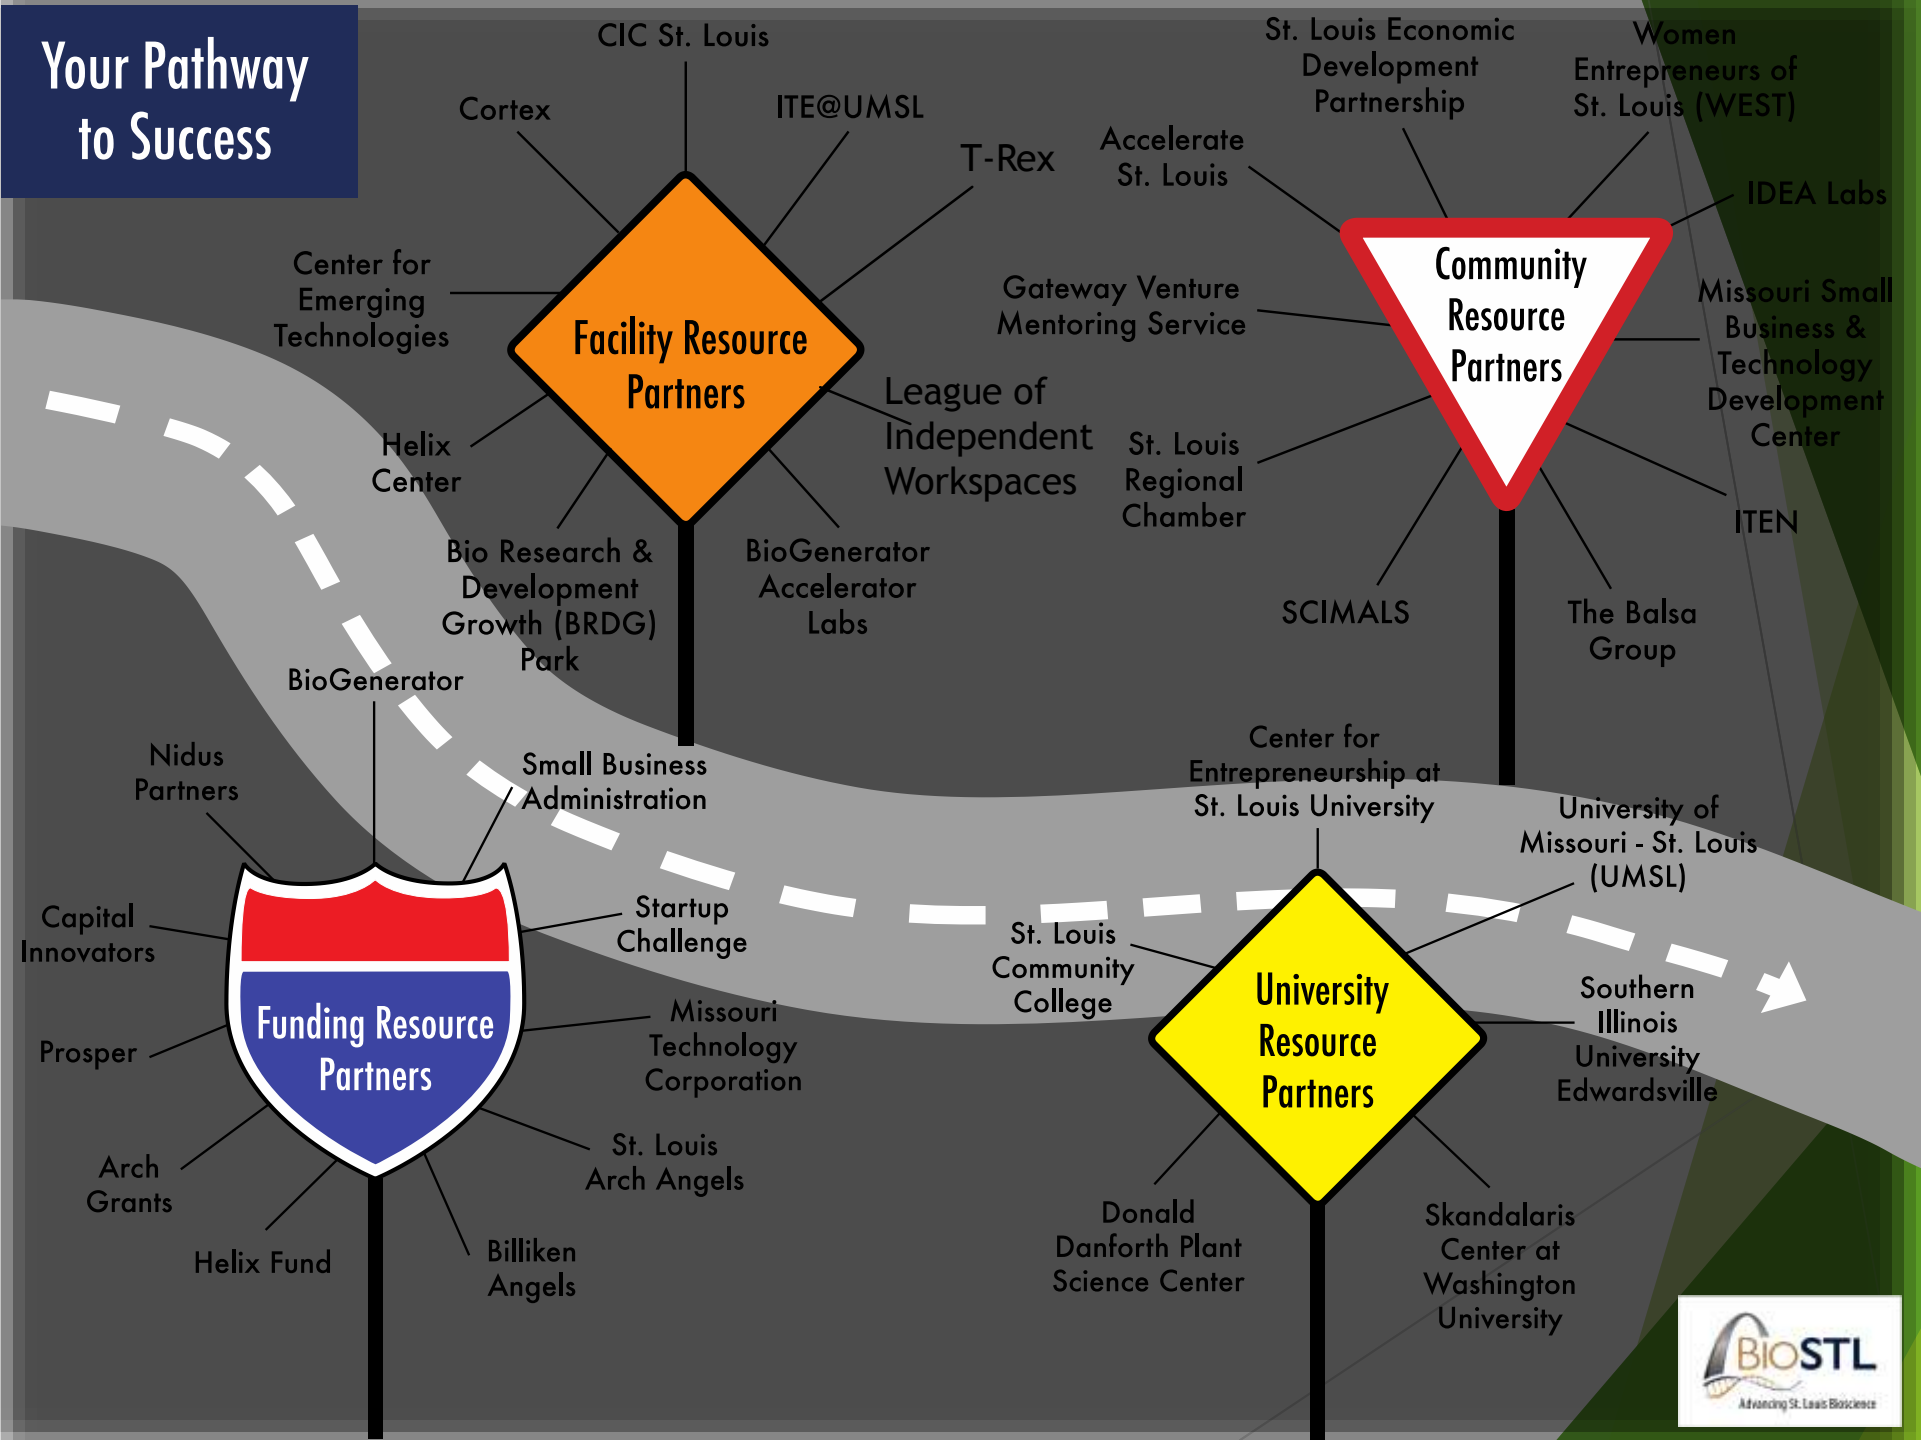 Your Pathway
to Success
CIC St. Louis
Cortex
ITE@UMSL
T-Rex
Center for
Emerging
Technologies
Facility Resource
Partners
League of
Independent
Workspaces
Helix
Center
Bio Research &
Development
Growth (BRDG)
Park
BioGenerator
Accelerator
Labs
St. Louis Economic
Development
Partnership
Women
Entrepreneurs of
St. Louis (WEST)
Accelerate
St. Louis
IDEA Labs
Community
Resource
Partners
Gateway Venture
Mentoring Service
Missouri Small
Business &
Technology
Development
Center
St. Louis
Regional
Chamber
ITEN
SCIMALS
The Balsa
Group
BioGenerator
Nidus
Partners
Small Business
Administration
Capital
Innovators
Startup
Challenge
Funding Resource
Partners
Prosper
Missouri
Technology
Corporation
Arch
Grants
St. Louis
Arch Angels
Helix Fund
Billiken
Angels
Center for
Entrepreneurship at
St. Louis University
University of
Missouri - St. Louis
(UMSL)
St. Louis
Community
College
University
Resource
Partners
Southern
Illinois
University
Edwardsville
Donald
Danforth Plant
Science Center
Skandalaris
Center at
Washington
University
BioSTL
Advancing St. Louis Bioscience